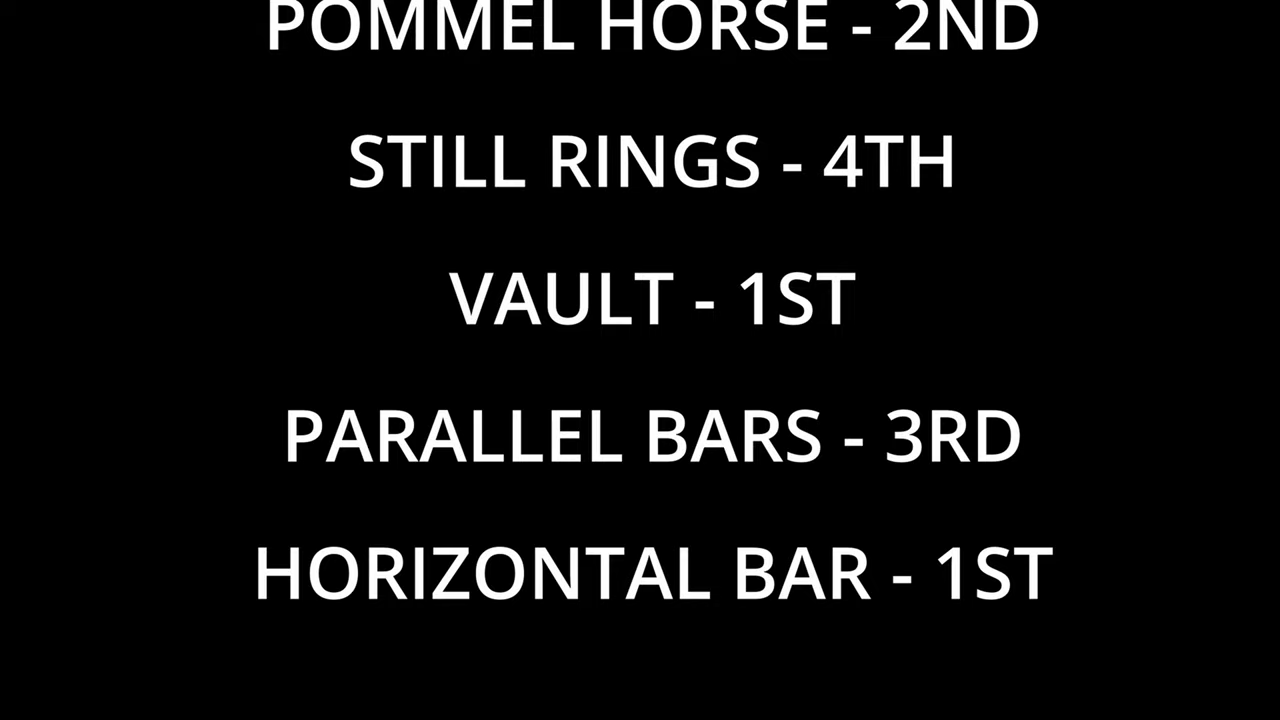 POMMEL HORSE - 2ND
STILL RINGS - 4TH
VAULT - 1ST
PARALLEL BARS - 3RD
HORIZONTAL BAR - 1ST